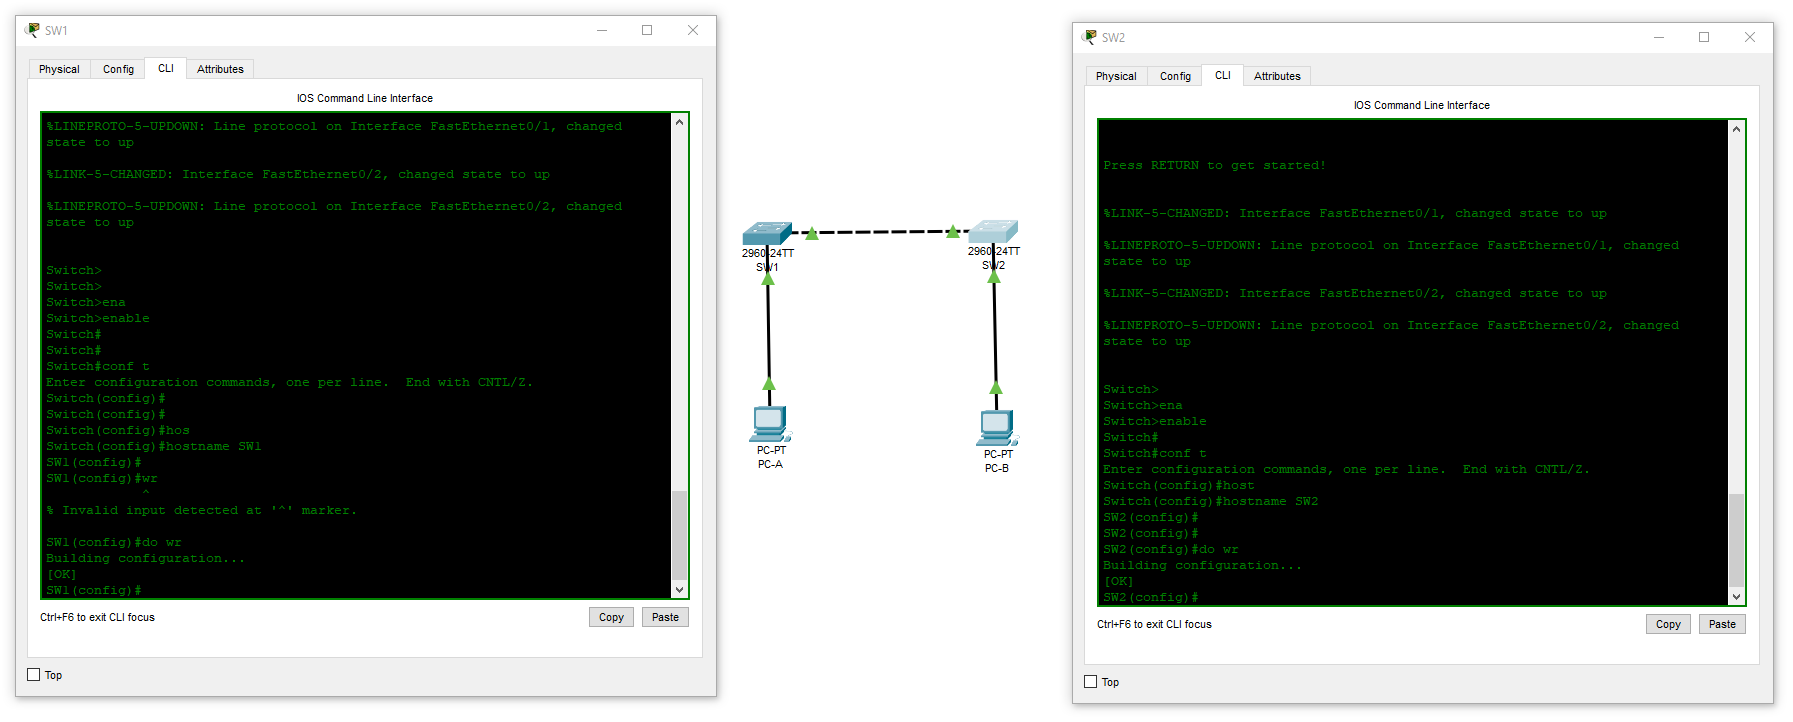 SW1
Physical
Config
CLI
Attributes
IOS Command Line Interface
%LINEPROTO-5-UPDOWN: Line protocol on Interface FastEthernet0/1, changed
state to up
%LINK-5-CHANGED: Interface FastEthernet0/2, changed state to up
%LINEPROTO-5-UPDOWN: Line protocol on Interface FastEthernet0/2, changed
state to up
Switch>
Switch>
Switch>ena
Switch>enable
Switch#
Switch#
Switch#conf t
Enter configuration commands, one per line.  End with CNTL/Z.
Switch(config)#
Switch(config)#
Switch(config)#hos
Switch(config)#hostname SW1
SW1(config)#
SW1(config)#wr
^
% Invalid input detected at '^' marker.
SW1(config)#do wr
Building configuration...
[OK]
SW1(config)#
Ctrl+F6 to exit CLI focus
Copy
Paste
Top
2960-24TT
SW1
2960-24TT
SW2
PC-PT
PC-A
PC-PT
PC-B
SW2
Physical
Config
CLI
Attributes
IOS Command Line Interface
Press RETURN to get started!
%LINK-5-CHANGED: Interface FastEthernet0/1, changed state to up
%LINEPROTO-5-UPDOWN: Line protocol on Interface FastEthernet0/1, changed
state to up
%LINK-5-CHANGED: Interface FastEthernet0/2, changed state to up
%LINEPROTO-5-UPDOWN: Line protocol on Interface FastEthernet0/2, changed
state to up
Switch>
Switch>ena
Switch>enable
Switch#
Switch#conf t
Enter configuration commands, one per line.  End with CNTL/Z.
Switch(config)#host
Switch(config)#hostname SW2
SW2(config)#
SW2(config)#
SW2(config)#do wr
Building configuration...
[OK]
SW2(config)#
Ctrl+F6 to exit CLI focus
Copy
Paste
Top